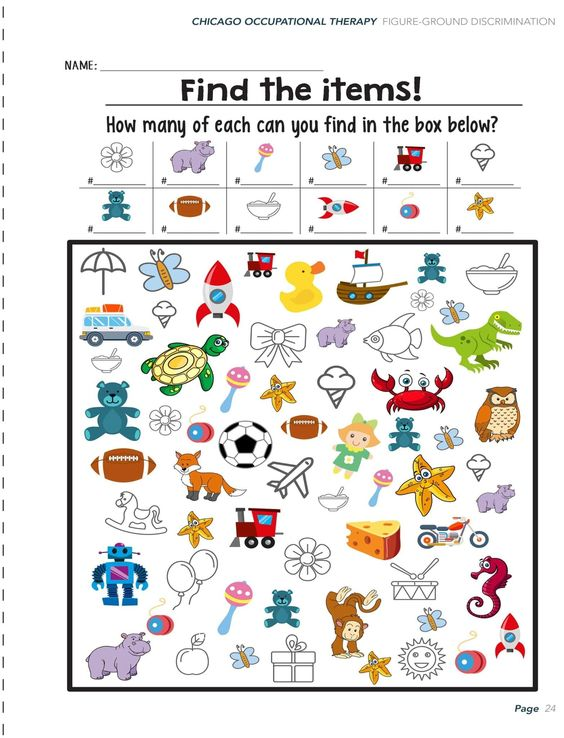 CHICAGO OCCUPATIONAL THERAPY FIGURE-GROUND DISCRIMINATION
NAME:
Find the items!
How many of each can you find in the box below?
# # # # # #
# # # # # #
Page 24